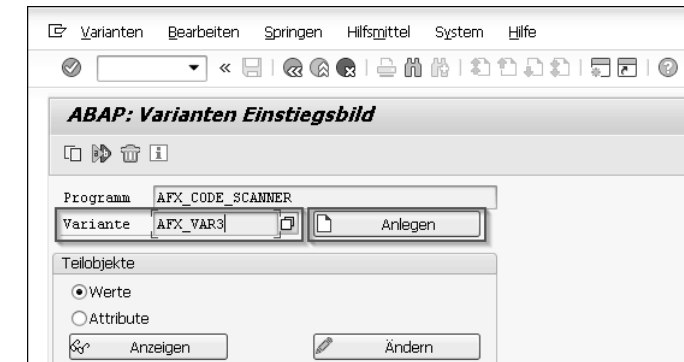 Varianten Bearbeiten Springen Hilfsmittel System Hilfe
ABAP: Varianten Einstiegsbild
Programm AFX_CODE_SCANNER
Variante AFX_VAR3 Anlegen
Teilobjekte
Werte
Attribute
Anzeigen Ändern